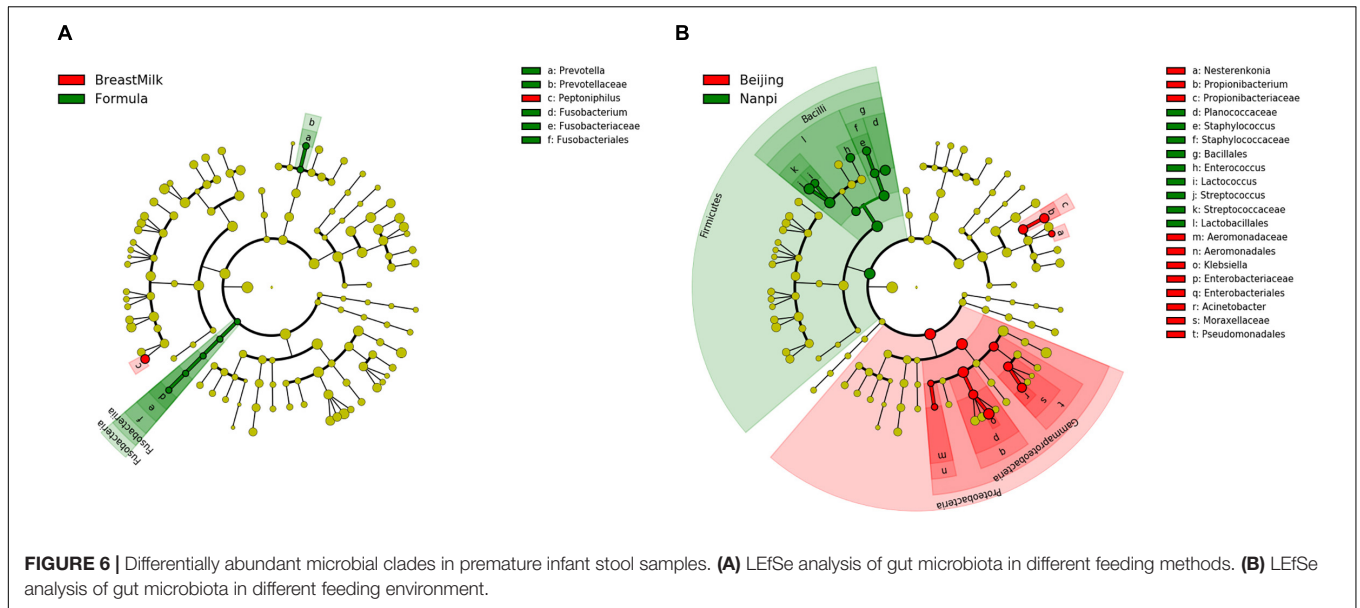 A
BreastMilk
Formula
a: Prevotella
b: Prevotellaceae
c: Peptoniphilus
d: Fusobacterium
e: Fusobacteriaceae
f: Fusobacteriales
b
a
c
d
e
f
Fusobacteriia
Fusobacteria
B
Beijing
Nanpi
a: Nesterenkonia
b: Propionibacterium
c: Propionibacteriaceae
d: Planococcaceae
e: Staphylococcus
f: Staphylococcaceae
g: Bacillales
h: Enterococcus
i: Lactococcus
j: Streptococcus
k: Streptococcaceae
l: Lactobacillales
m: Aeromonadaceae
n: Aeromonadales
o: Klebsiella
p: Enterobacteriaceae
q: Enterobacteriales
r: Acinetobacter
s: Moraxellaceae
t: Pseudomonadales
Bacilli
g
f
d
l
h
e
k
Firmicutes
c
b
a
r
s
t
o
p
q
m
n
Gammaproteobacteria
Proteobacteria
FIGURE 6 | Differentially abundant microbial clades in premature infant stool samples. (A) LEfSe analysis of gut microbiota in different feeding methods. (B) LEfSe
analysis of gut microbiota in different feeding environment.